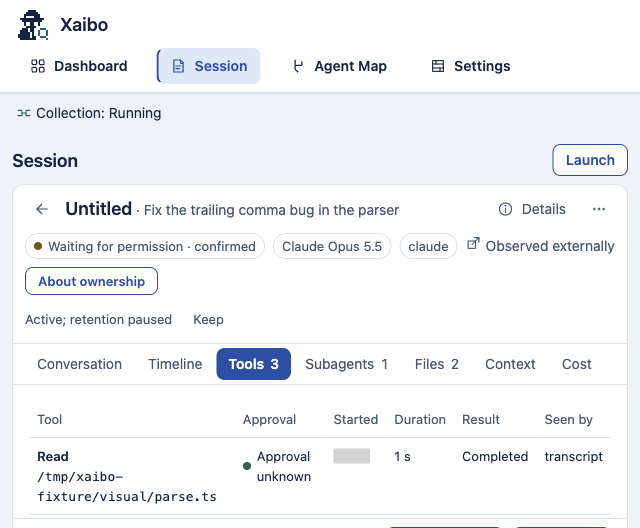 Xaibo
Dashboard Session Agent Map Settings
Collection: Running
Session Launch
Untitled · Fix the trailing comma bug in the parser Details ···
Waiting for permission · confirmed Claude Opus 5.5 claude Observed externally
About ownership
Active; retention paused Keep
Conversation Timeline Tools 3 Subagents 1 Files 2 Context Cost
Tool Approval Started Duration Result Seen by
Read Approval unknown 1 s Completed transcript
/tmp/xaibo-
fixture/visual/parse.ts